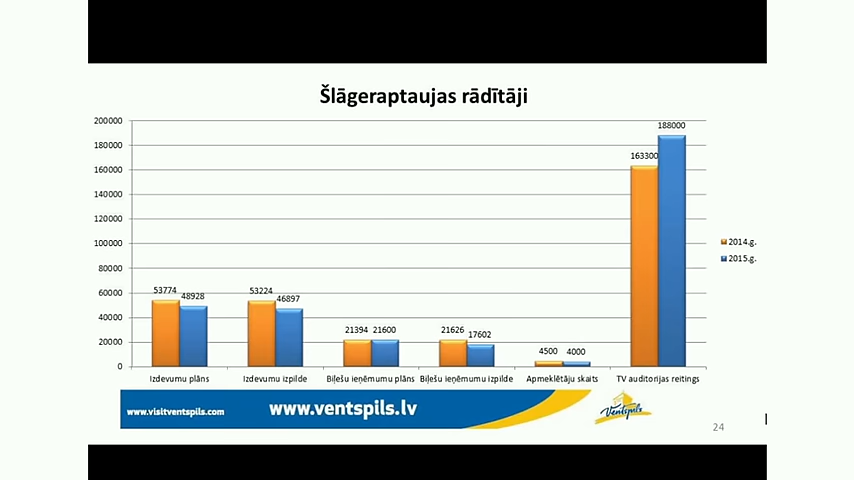 Šlāgeraptaujas rādītāji
200000
180000
160000
140000
120000
100000
80000
60000
40000
20000
0
53774
48928
53224
46897
21394
21600
21626
17602
4500
4000
163300
188000
2014.g.
2015.g.
Izdevumu plāns
Izdevumu izpilde
Biļešu ieņēmumu plāns
Biļešu ieņēmumu izpilde
Apmeklētāju skaits
TV auditorijas reitings
www.visitventspils.com
www.ventspils.lv
Ventspils
24